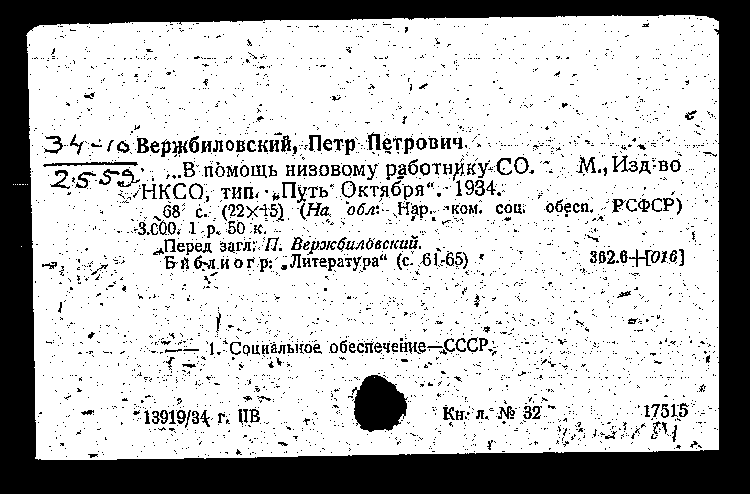 34-10 Вержбиловский, Петр Петрович.
2559 ...В помощь низовому работнику СО. М., Изд-во
НКСО, тип. „Путь Октября“. 1934.
68 с. (22×15) (На обл: Нар. ком. соц. обесп. РСФСР)
3.000. 1 р. 50 к.
Перед загл: П. Вержбиловский.
Библиогр: „Литература“ (с. 61-65) 362.6+[016]
— 1. Социальное обеспечение—СССР.
13919/34 г. ЦВ Кн. л. № 32 17515